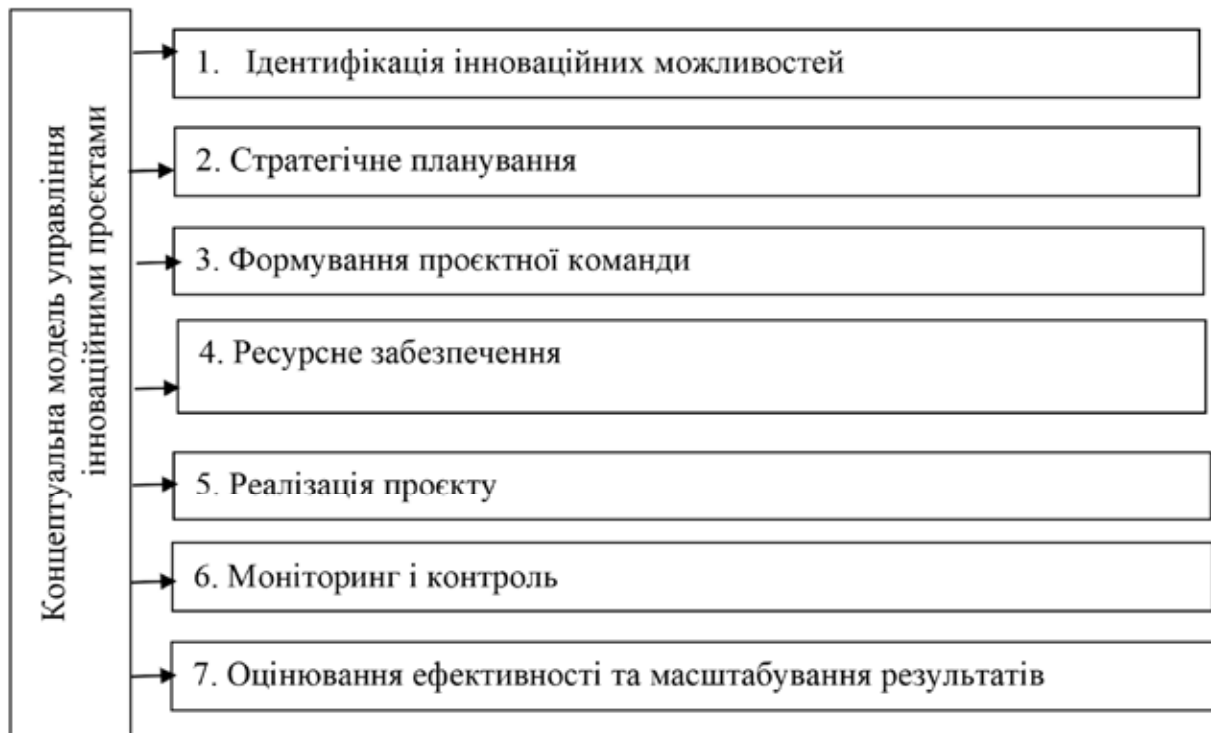 Концептуальна модель управління
інноваційними проєктами
1. Ідентифікація інноваційних можливостей
2. Стратегічне планування
3. Формування проєктної команди
4. Ресурсне забезпечення
5. Реалізація проєкту
6. Моніторинг і контроль
7. Оцінювання ефективності та масштабування результатів